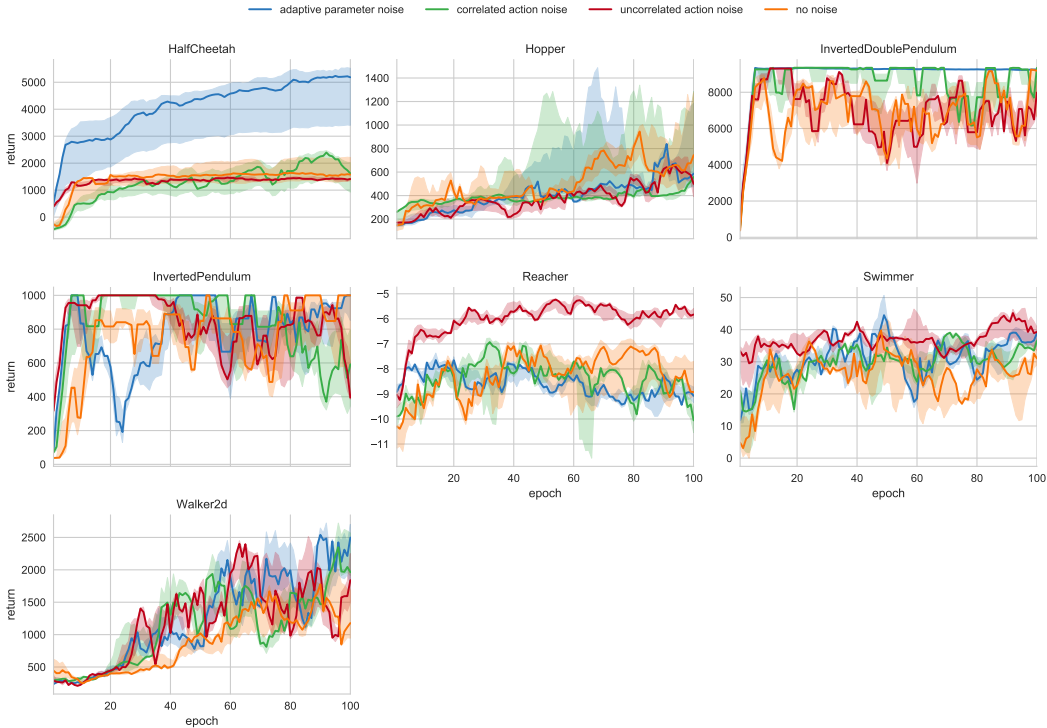 adaptive parameter noise correlated action noise uncorrelated action noise no noise
HalfCheetah
return
5000
4000
3000
2000
1000
0
Hopper
1400
1200
1000
800
600
400
200
InvertedDoublePendulum
8000
6000
4000
2000
0
InvertedPendulum
return
1000
800
600
400
200
0
Reacher
−5
−6
−7
−8
−9
−10
−11
20 40 60 80 100
epoch
Swimmer
50
40
30
20
10
0
20 40 60 80 100
epoch
Walker2d
return
2500
2000
1500
1000
500
20 40 60 80 100
epoch